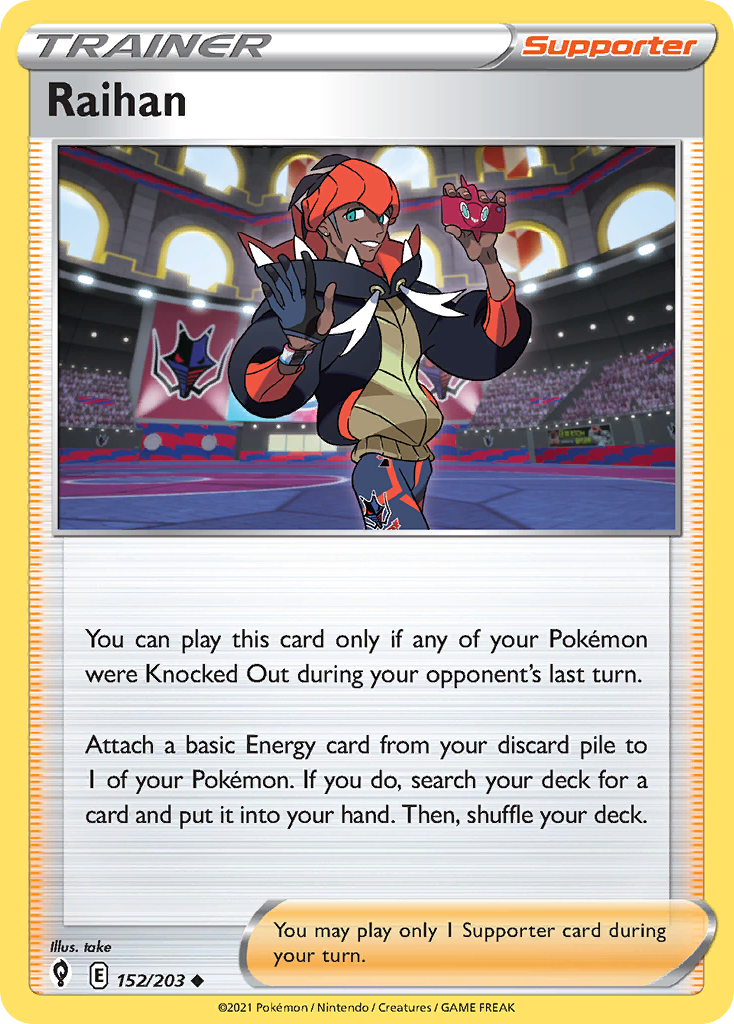 TRAINER
Supporter
Raihan
You can play this card only if any of your Pokémon
were Knocked Out during your opponent's last turn.
Attach a basic Energy card from your discard pile to
1 of your Pokémon. If you do, search your deck for a
card and put it into your hand. Then, shuffle your deck.
You may play only 1 Supporter card during
your turn.
Illus. take
E 152/203
©2021 Pokémon / Nintendo / Creatures / GAME FREAK